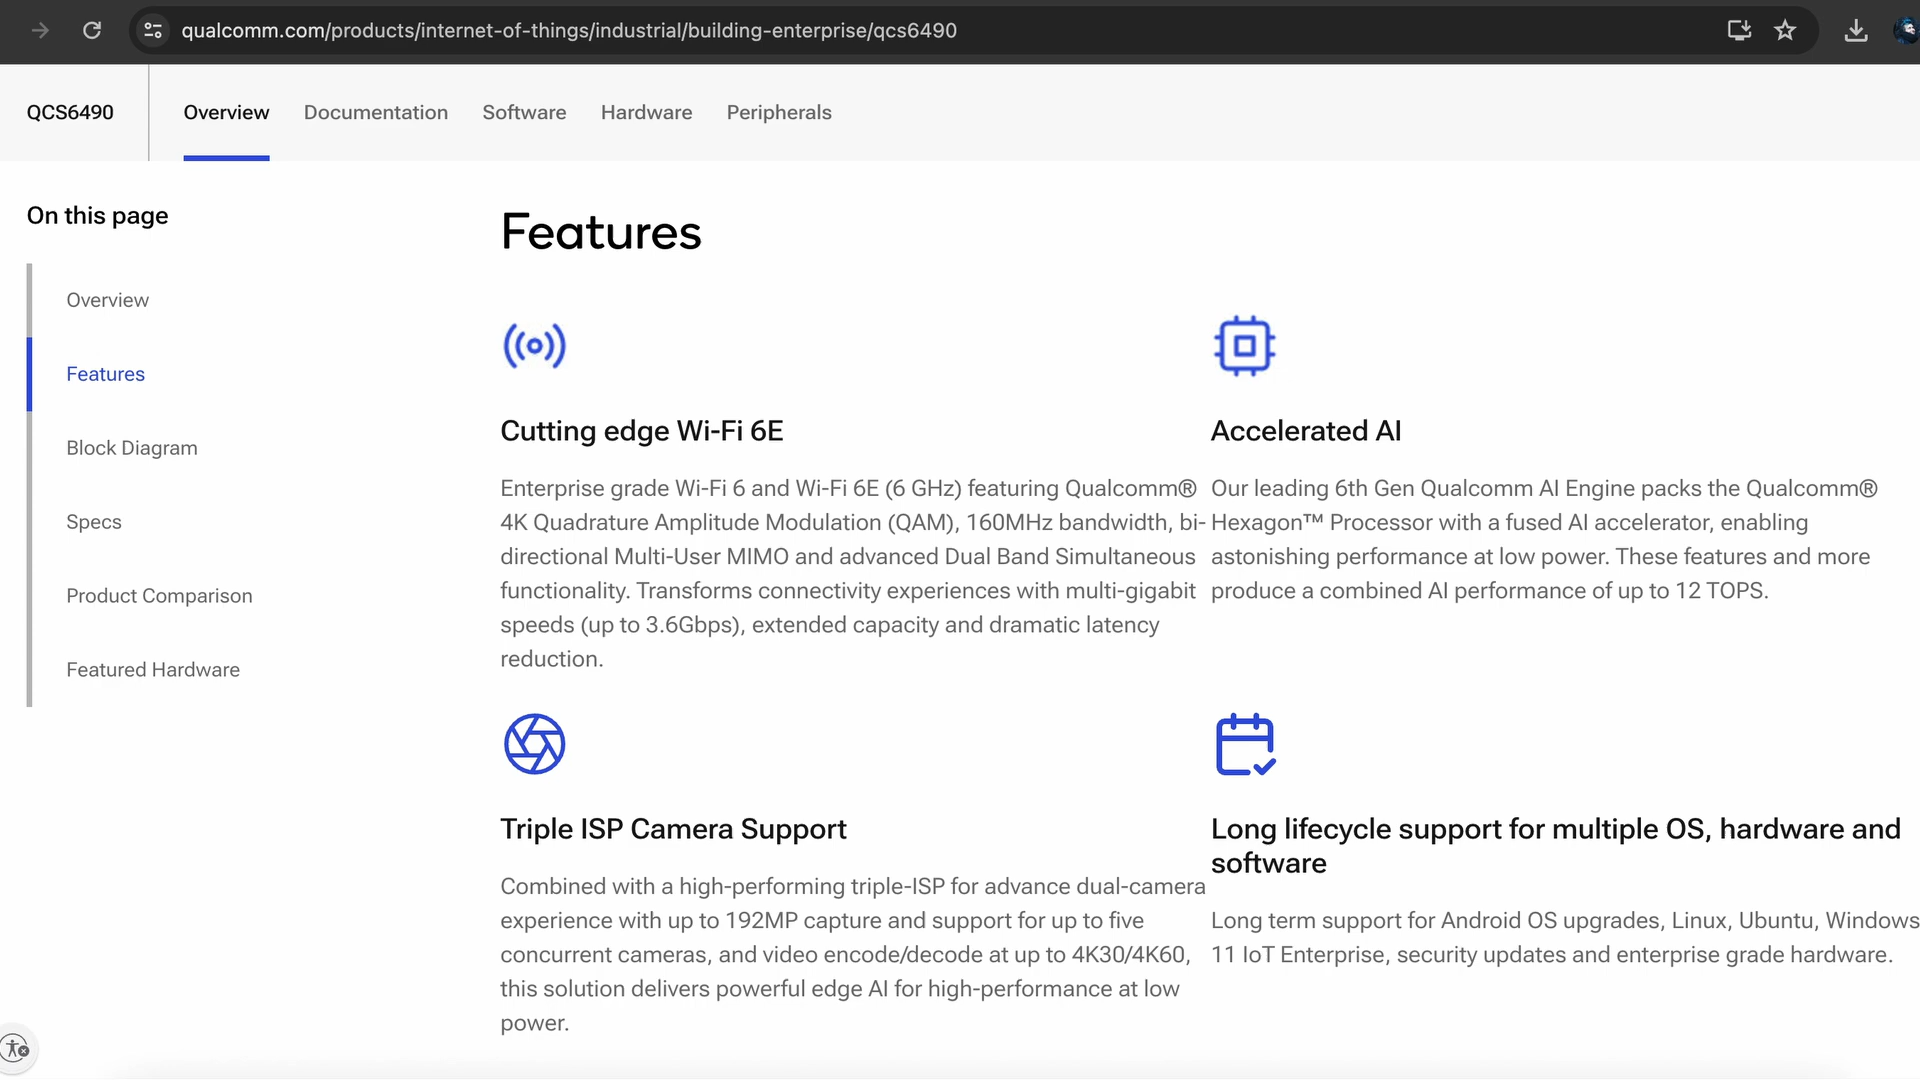 qualcomm.com/products/internet-of-things/industrial/building-enterprise/qcs6490
QCS6490
Overview
Documentation
Software
Hardware
Peripherals
On this page
Overview
Features
Block Diagram
Specs
Product Comparison
Featured Hardware
Features
Cutting edge Wi-Fi 6E
Enterprise grade Wi-Fi 6 and Wi-Fi 6E (6 GHz) featuring Qualcomm®
4K Quadrature Amplitude Modulation (QAM), 160MHz bandwidth, bi-
directional Multi-User MIMO and advanced Dual Band Simultaneous
functionality. Transforms connectivity experiences with multi-gigabit
speeds (up to 3.6Gbps), extended capacity and dramatic latency
reduction.
Accelerated AI
Our leading 6th Gen Qualcomm AI Engine packs the Qualcomm®
Hexagon™ Processor with a fused AI accelerator, enabling
astonishing performance at low power. These features and more
produce a combined AI performance of up to 12 TOPS.
Triple ISP Camera Support
Combined with a high-performing triple-ISP for advance dual-camera
experience with up to 192MP capture and support for up to five
concurrent cameras, and video encode/decode at up to 4K30/4K60,
this solution delivers powerful edge AI for high-performance at low
power.
Long lifecycle support for multiple OS, hardware and
software
Long term support for Android OS upgrades, Linux, Ubuntu, Windows
11 IoT Enterprise, security updates and enterprise grade hardware.